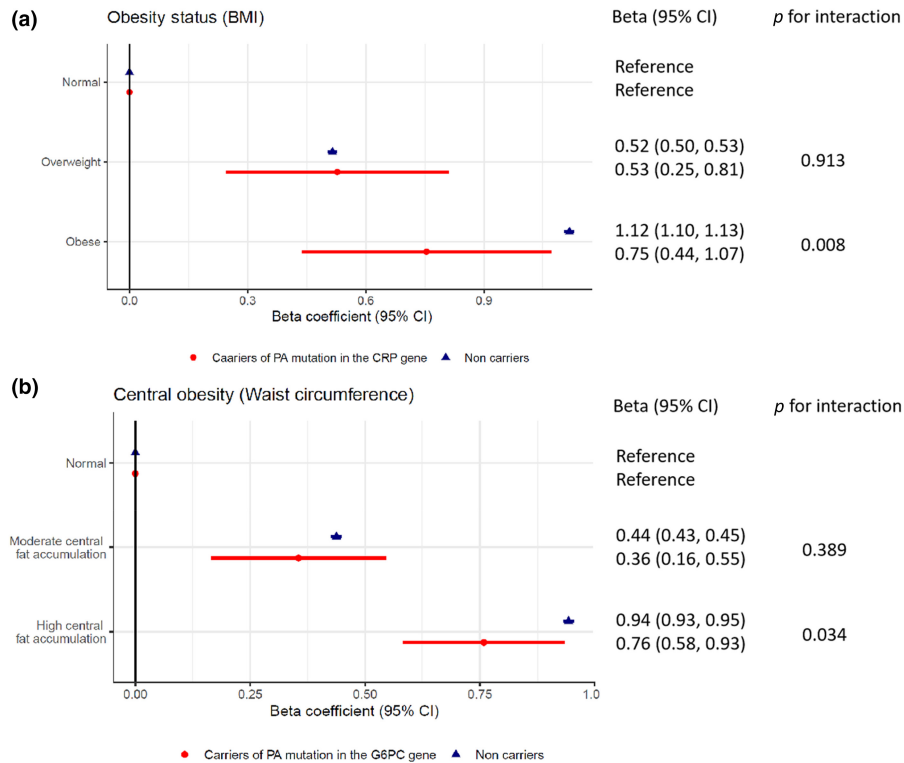 (a)
Obesity status (BMI)
Beta (95% CI)
p for interaction
Normal
Reference
Reference
Overweight
0.52 (0.50, 0.53)
0.53 (0.25, 0.81)
0.913
Obese
1.12 (1.10, 1.13)
0.75 (0.44, 1.07)
0.008
0.0 0.3 0.6 0.9
Beta coefficient (95% CI)
Caariers of PA mutation in the CRP gene Non carriers
(b)
Central obesity (Waist circumference)
Beta (95% CI)
p for interaction
Normal
Reference
Reference
Moderate central
fat accumulation
0.44 (0.43, 0.45)
0.36 (0.16, 0.55)
0.389
High central
fat accumulation
0.94 (0.93, 0.95)
0.76 (0.58, 0.93)
0.034
0.00 0.25 0.50 0.75 1.0
Beta coefficient (95% CI)
Carriers of PA mutation in the G6PC gene Non carriers